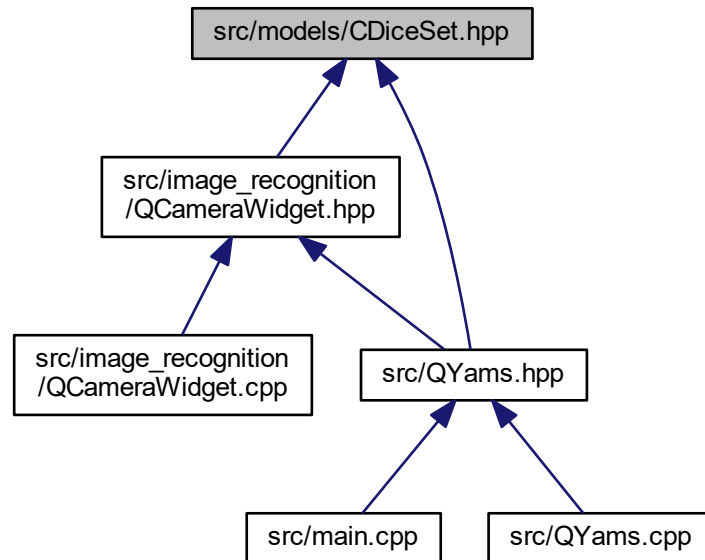 src/models/CDiceSet.hpp
src/image_recognition
/QCameraWidget.hpp
src/image_recognition
/QCameraWidget.cpp
src/QYams.hpp
src/main.cpp
src/QYams.cpp